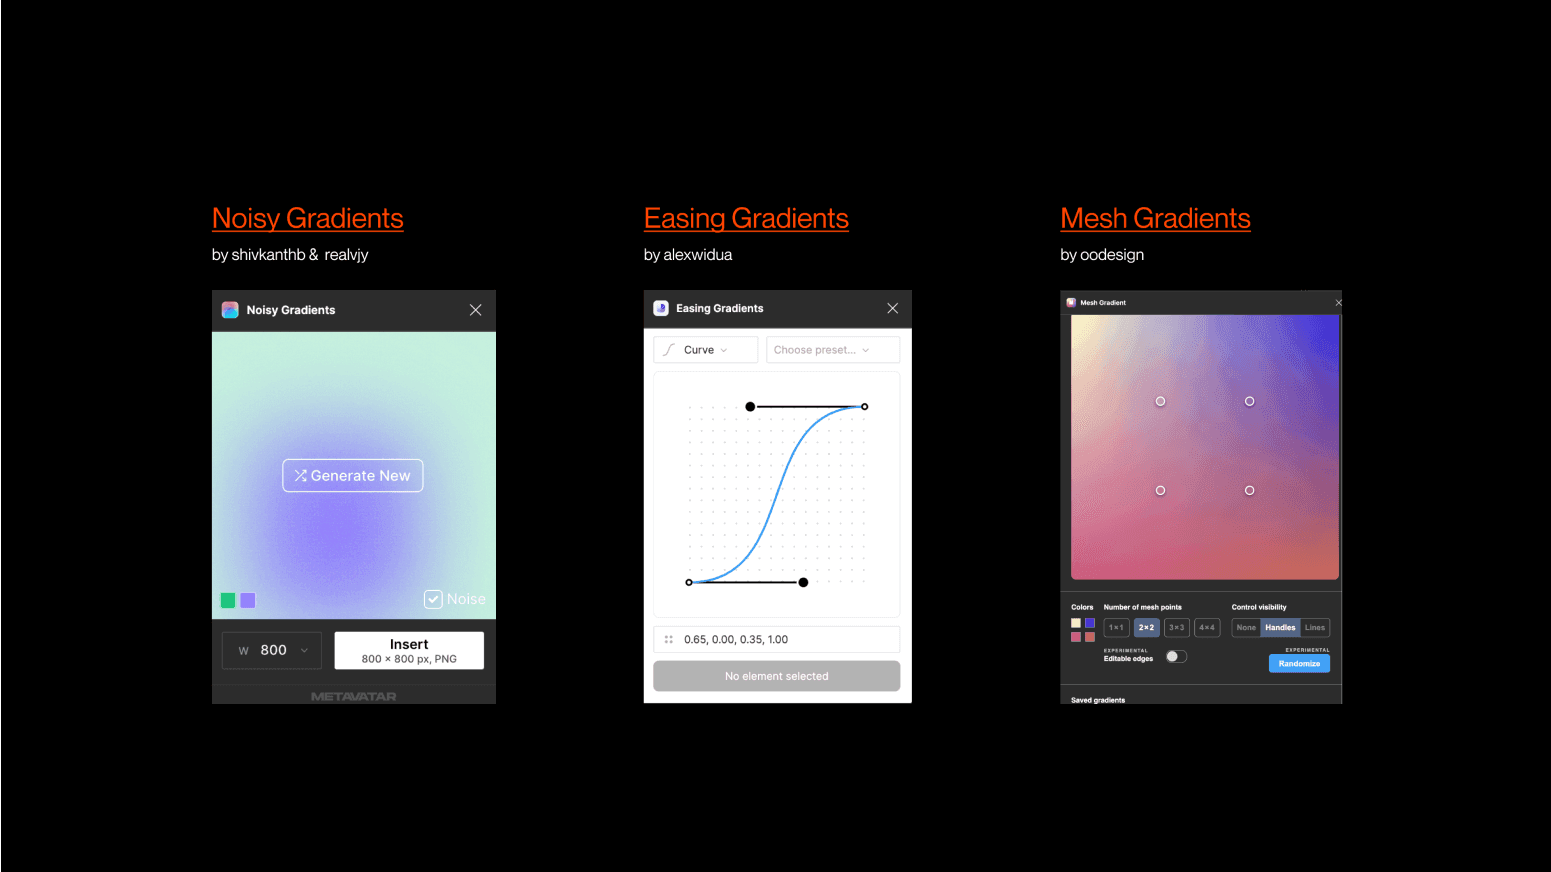 Noisy Gradients
by shivkanthb & realvjy
Noisy Gradients
Generate New
Noise
W 800
Insert
800 × 800 px, PNG
METAVATAR
Easing Gradients
by alexwidua
Easing Gradients
Curve
Choose preset...
0.65, 0.00, 0.35, 1.00
No element selected
Mesh Gradients
by oodesign
Mesh Gradient
Colors
Number of mesh points
Control visibility
1×1 2×2 3×3 4×4
None Handles Lines
EXPERIMENTAL
Editable edges
EXPERIMENTAL
Randomize
Saved gradients